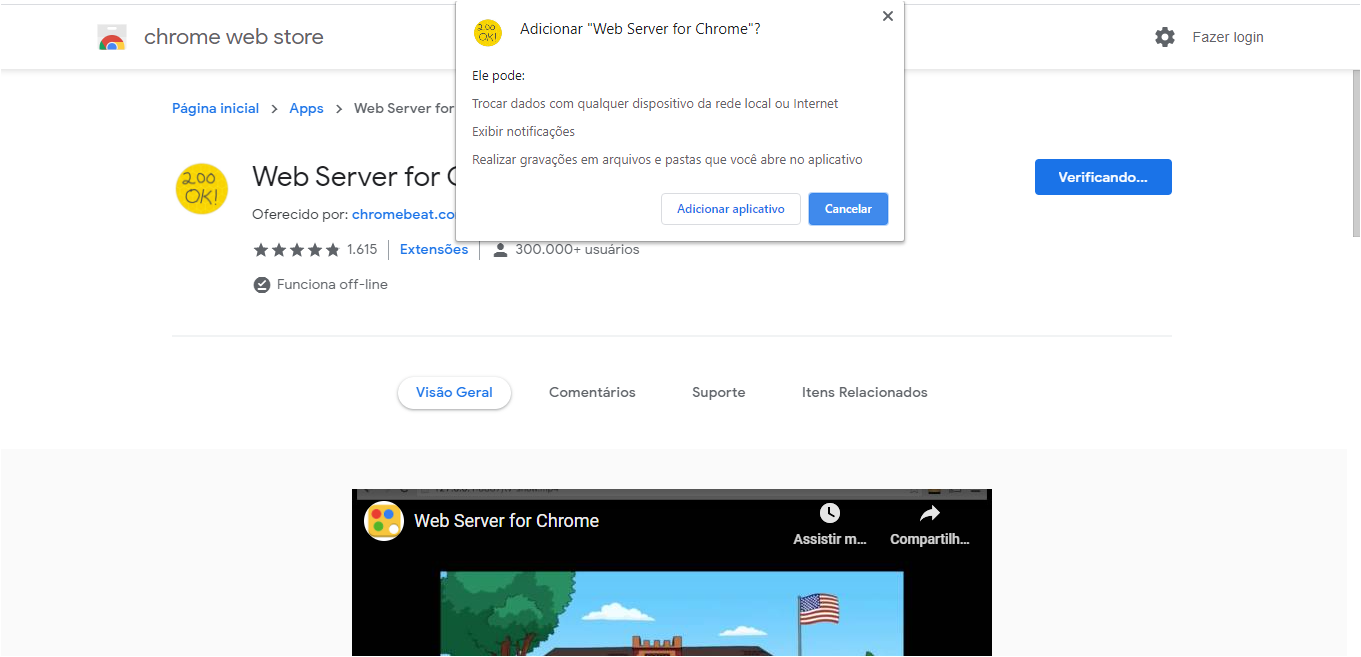 chrome web store
Fazer login
200 OK!
Adicionar "Web Server for Chrome"?
Ele pode:
Trocar dados com qualquer dispositivo da rede local ou Internet
Exibir notificações
Realizar gravações em arquivos e pastas que você abre no aplicativo
Adicionar aplicativo
Cancelar
Página inicial > Apps > Web Server for
200
OK!
Web Server for
Verificando...
Oferecido por: chromebeat.co
1.615 Extensões 300.000+ usuários
Funciona off-line
Visão Geral Comentários Suporte Itens Relacionados
Web Server for Chrome
Assistir m... Compartilh...